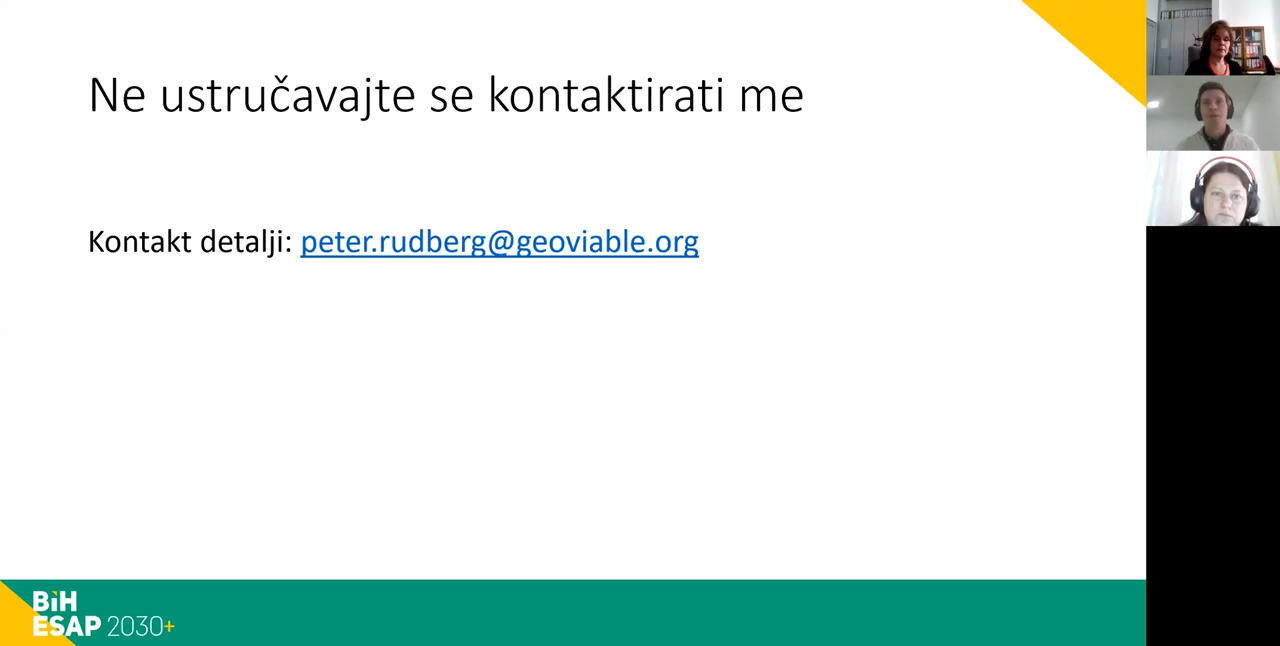 Ne ustručavajte se kontaktirati me
Kontakt detalji: peter.rudberg@geoviable.org
BiH
ESAP 2030+